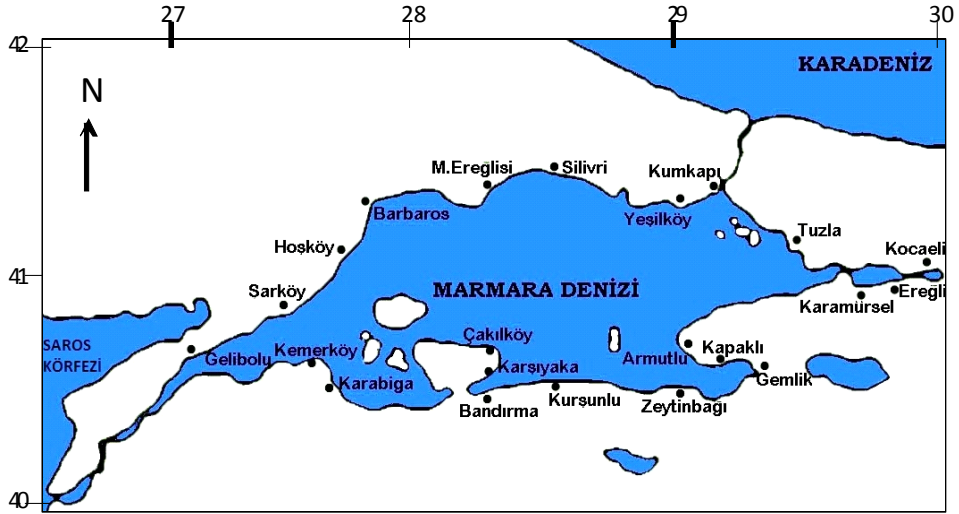 27 28 29 30
42
KARADENİZ
N
M.Ereğlisi Silivri Kumkapı
Barbaros Yeşilköy
Tuzla
Hoşköy Kocaeli
41
Sarköy MARMARA DENİZİ Ereğli
Karamürsel
SAROS
KÖRFEZİ
Gelibolu Kemerköy Çakılköy Armutlu Kapaklı
Karşıyaka
Karabiga Gemlik
Bandırma Kurşunlu Zeytinbağı
40